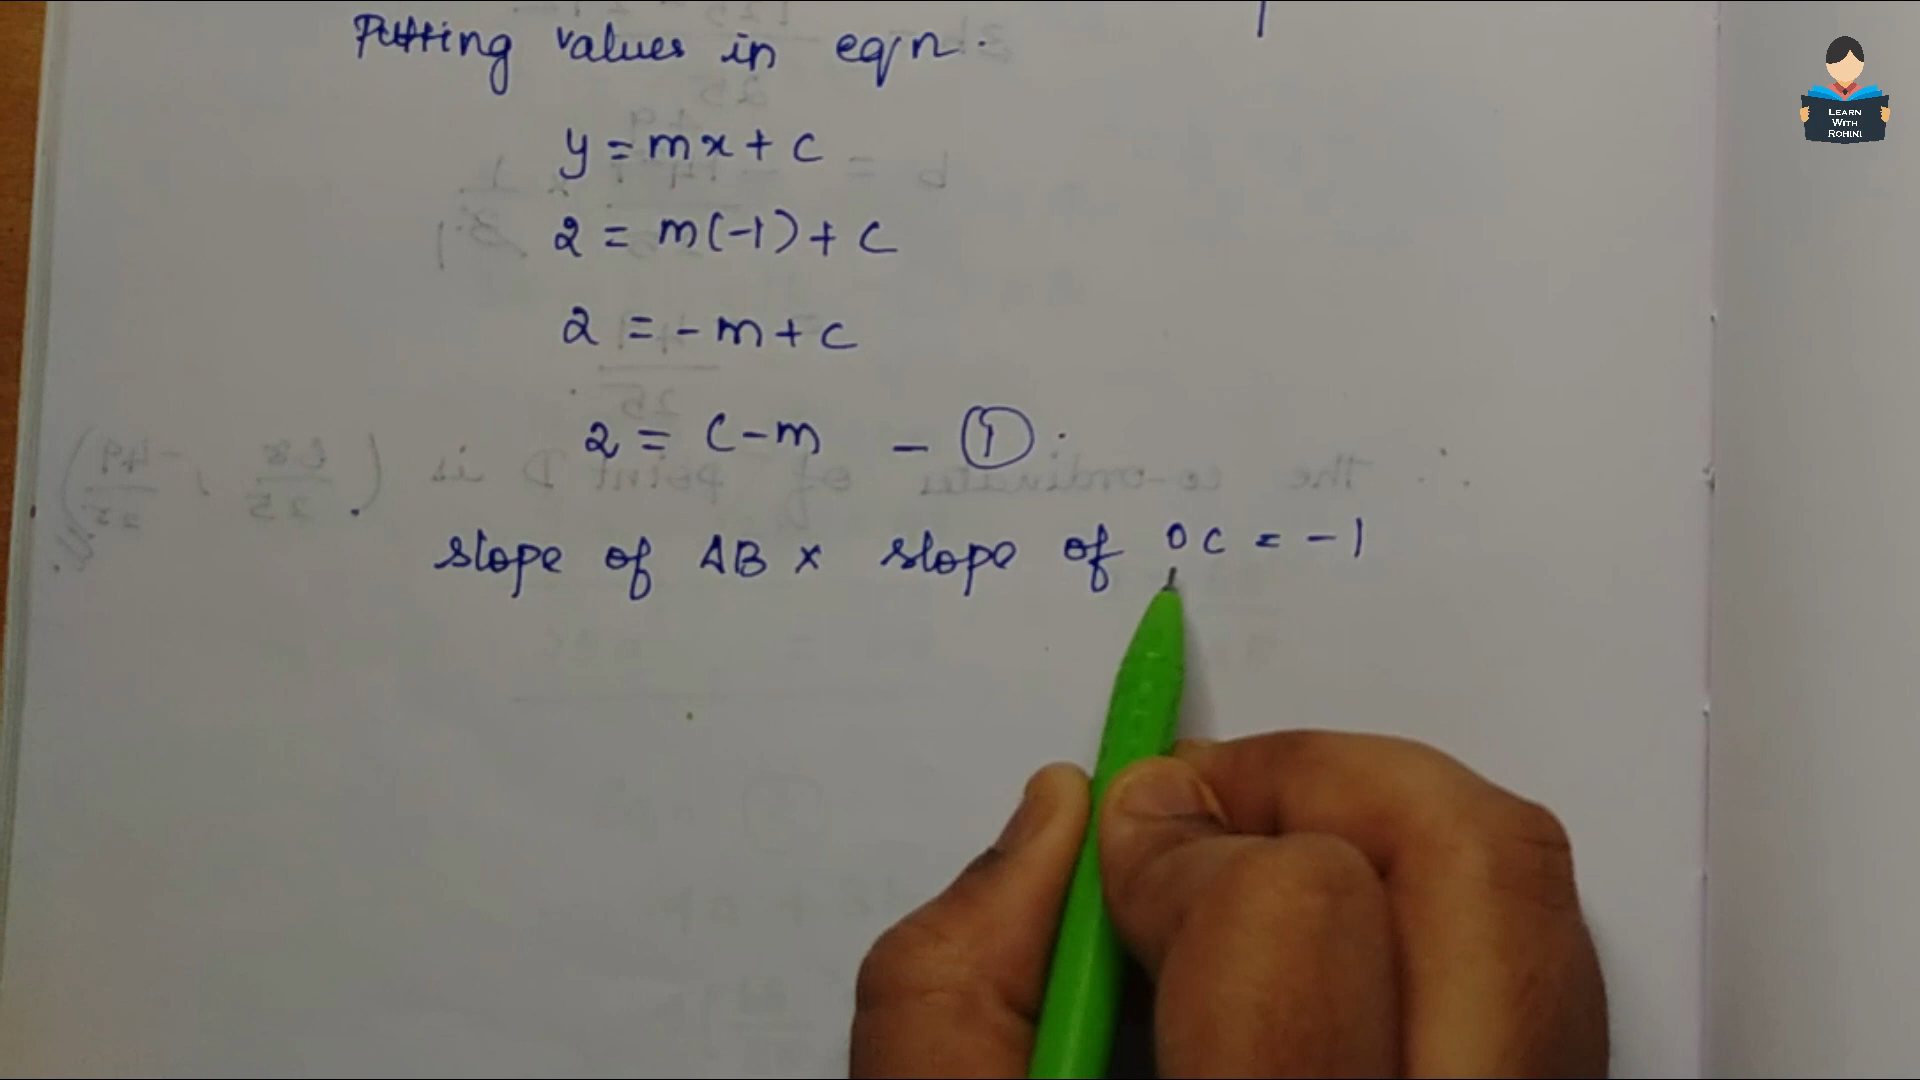 Putting values in eqn.
y = mx + c
2 = m(-1) + c
2 = - m + c
2 = c - m - ①
slope of AB × slope of OC = -1
LEARN
WITH
ROHINI